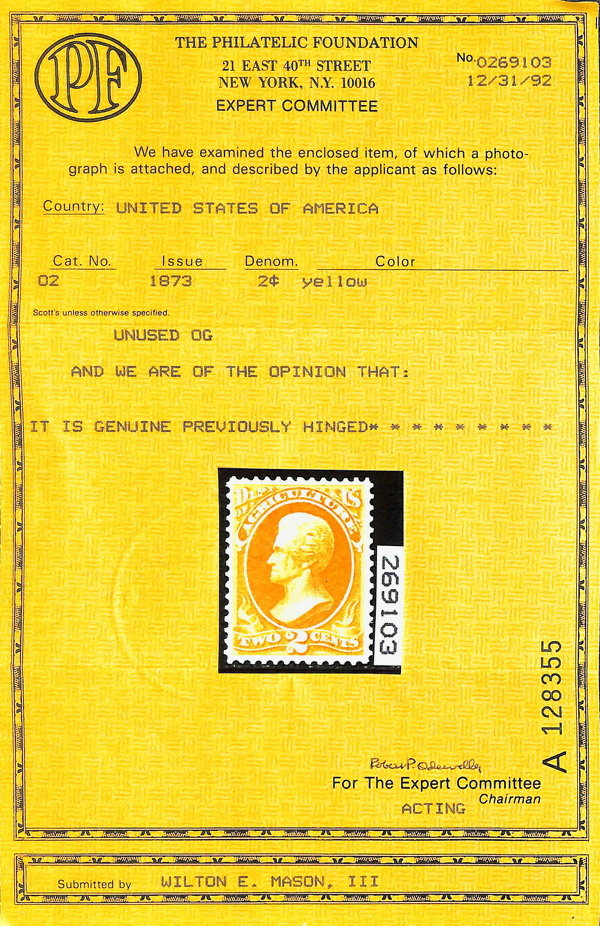 PF
THE PHILATELIC FOUNDATION
21 EAST 40TH STREET
NEW YORK, N.Y. 10016
EXPERT COMMITTEE
No. 0269103
12/31/92
We have examined the enclosed item, of which a photo-
graph is attached, and described by the applicant as follows:
Country: UNITED STATES OF AMERICA
Cat. No. Issue Denom. Color
O2 1873 2¢ yellow
Scott's unless otherwise specified.
UNUSED OG
AND WE ARE OF THE OPINION THAT:
IT IS GENUINE PREVIOUSLY HINGED* * * * * * * * *
AGRICULTURE
TWO 2 CENTS
269103
A 128355
For The Expert Committee
Chairman
ACTING
Submitted by WILTON E. MASON, III